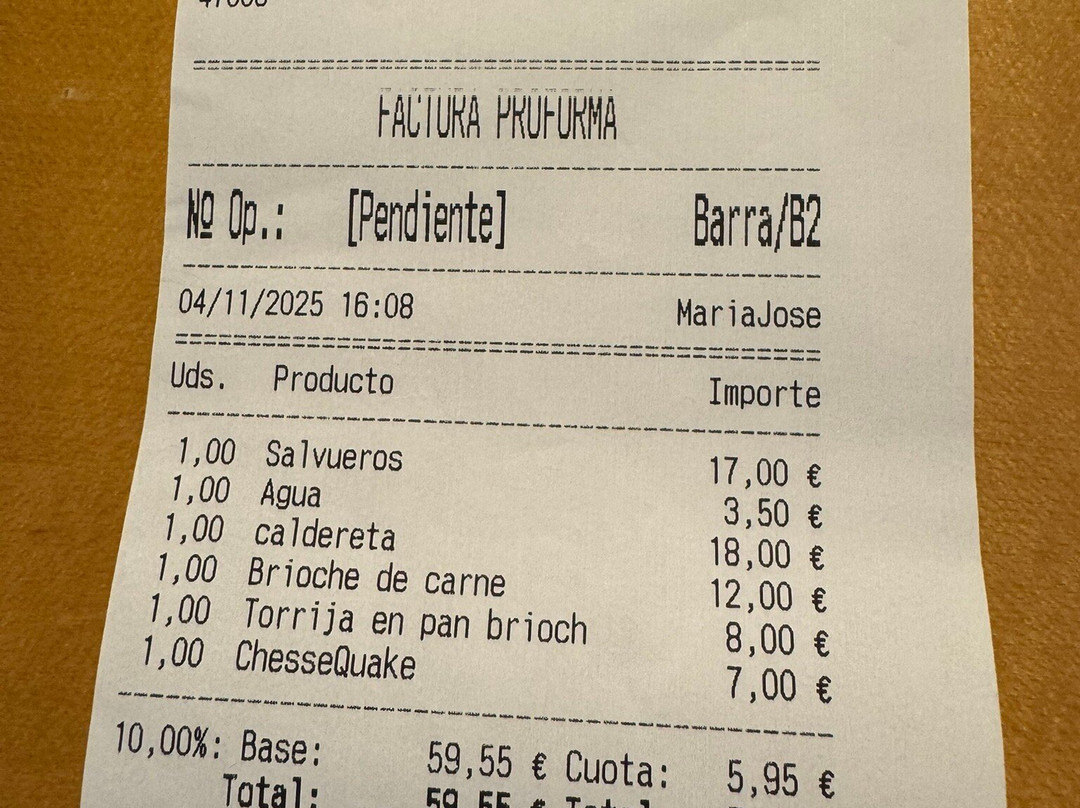 FACTURA PROFORMA
Nº Op.: [Pendiente] Barra/B2
04/11/2025 16:08 MariaJose
Uds. Producto Importe
1,00 Salvueros 17,00 €
1,00 Agua 3,50 €
1,00 caldereta 18,00 €
1,00 Brioche de carne 12,00 €
1,00 Torrija en pan brioch 8,00 €
1,00 ChesseQuake 7,00 €
10,00%: Base: 59,55 € Cuota: 5,95 €
Total: 59,55 €